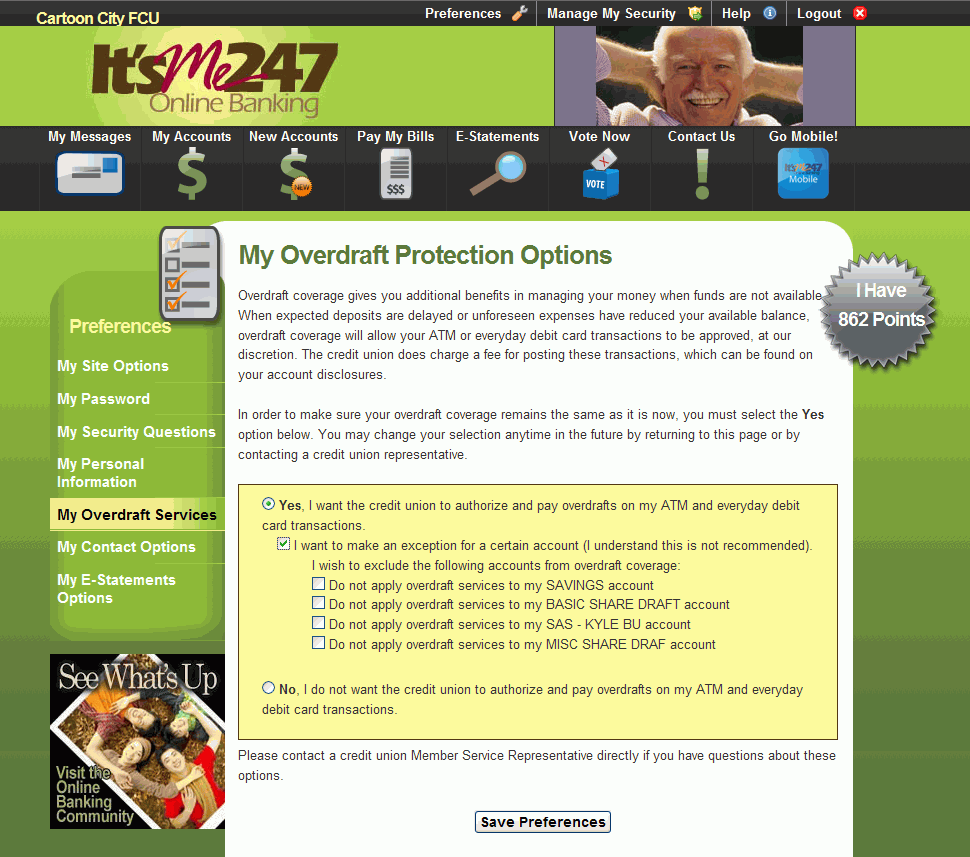 Cartoon City FCU
Preferences
Manage My Security
Help
Logout
It'sMe247
Online Banking
My Messages
My Accounts
New Accounts
Pay My Bills
E-Statements
Vote Now
Contact Us
Go Mobile!
NEW
$$$
VOTE
It'sMe247
Mobile
Preferences
My Site Options
My Password
My Security Questions
My Personal
Information
My Overdraft Services
My Contact Options
My E-Statements
Options
See What's Up
Visit the
Online
Banking
Community
My Overdraft Protection Options
I Have
862 Points
Overdraft coverage gives you additional benefits in managing your money when funds are not available.
When expected deposits are delayed or unforeseen expenses have reduced your available balance,
overdraft coverage will allow your ATM or everyday debit card transactions to be approved, at our
discretion. The credit union does charge a fee for posting these transactions, which can be found on
your account disclosures.
In order to make sure your overdraft coverage remains the same as it is now, you must select the Yes
option below. You may change your selection anytime in the future by returning to this page or by
contacting a credit union representative.
Yes, I want the credit union to authorize and pay overdrafts on my ATM and everyday debit
card transactions.
I want to make an exception for a certain account (I understand this is not recommended).
I wish to exclude the following accounts from overdraft coverage:
Do not apply overdraft services to my SAVINGS account
Do not apply overdraft services to my BASIC SHARE DRAFT account
Do not apply overdraft services to my SAS - KYLE BU account
Do not apply overdraft services to my MISC SHARE DRAF account
No, I do not want the credit union to authorize and pay overdrafts on my ATM and everyday
debit card transactions.
Please contact a credit union Member Service Representative directly if you have questions about these
options.
Save Preferences